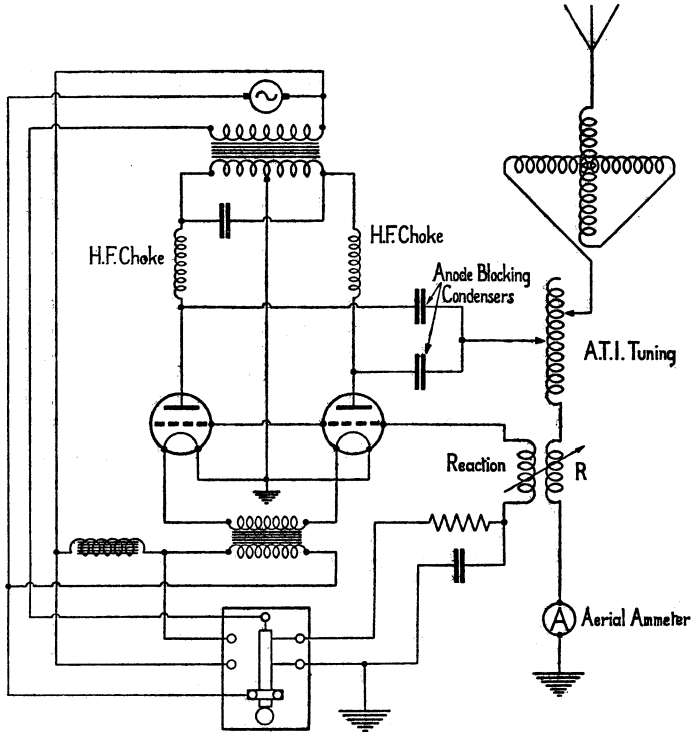 H.F. Choke
H.F. Choke
Anode Blocking
Condensers
A.T.I. Tuning
Reaction
R
A
Aerial Ammeter